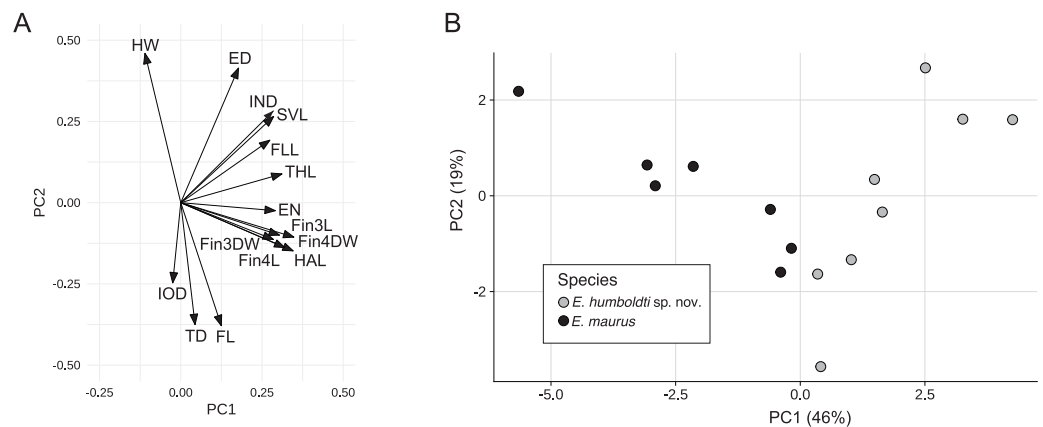 A
0.50
0.25
0.00
-0.25
-0.50
PC2
HW
ED
IND
SVL
FLL
THL
EN
Fin3L
Fin3DW
Fin4DW
Fin4L
HAL
IOD
TD
FL
-0.25
0.00
0.25
0.50
PC1
B
2
0
-2
PC2 (19%)
Species
E. humboldti sp. nov.
E. maurus
-5.0
-2.5
0.0
2.5
PC1 (46%)